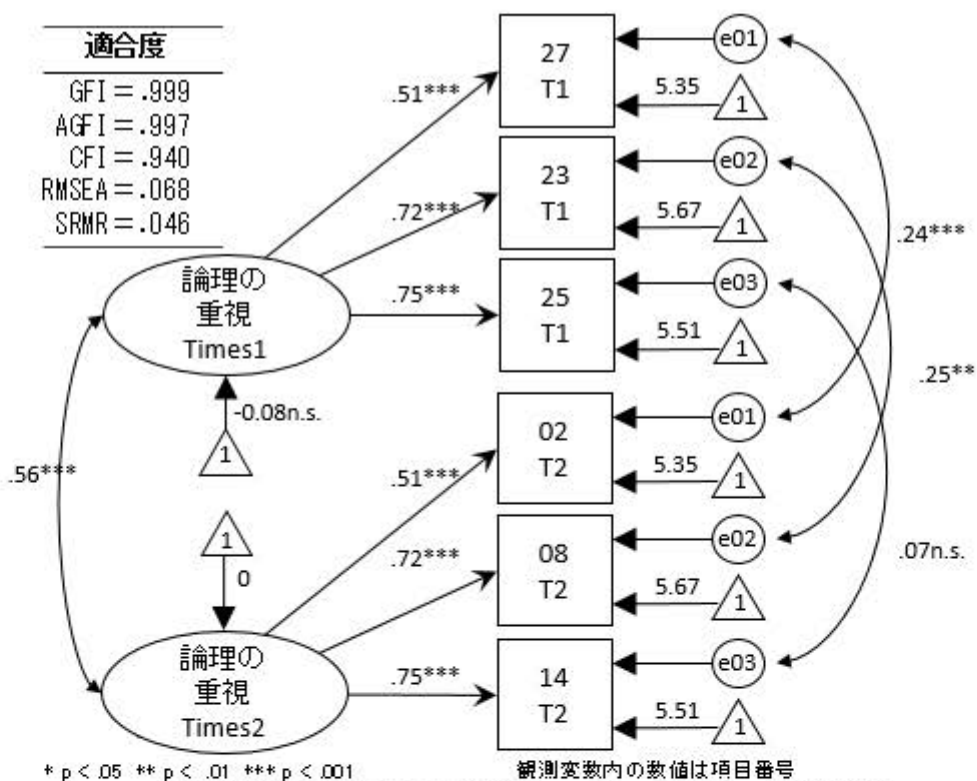 適合度
GFI＝.999
AGFI＝.997
CFI＝.940
RMSEA＝.068
SRMR＝.046
27
T1
e01
.51***
5.35
1
23
T1
e02
.72***
5.67
1
25
T1
e03
.75***
5.51
1
論理の
重視
Times1
-0.08n.s.
1
.56***
1
0
論理の
重視
Times2
02
T2
e01
.51***
5.35
1
08
T2
e02
.72***
5.67
1
14
T2
e03
.75***
5.51
1
.24***
.25**
.07n.s.
* p < .05 ** p < .01 *** p < .001
観測変数内の数値は項目番号